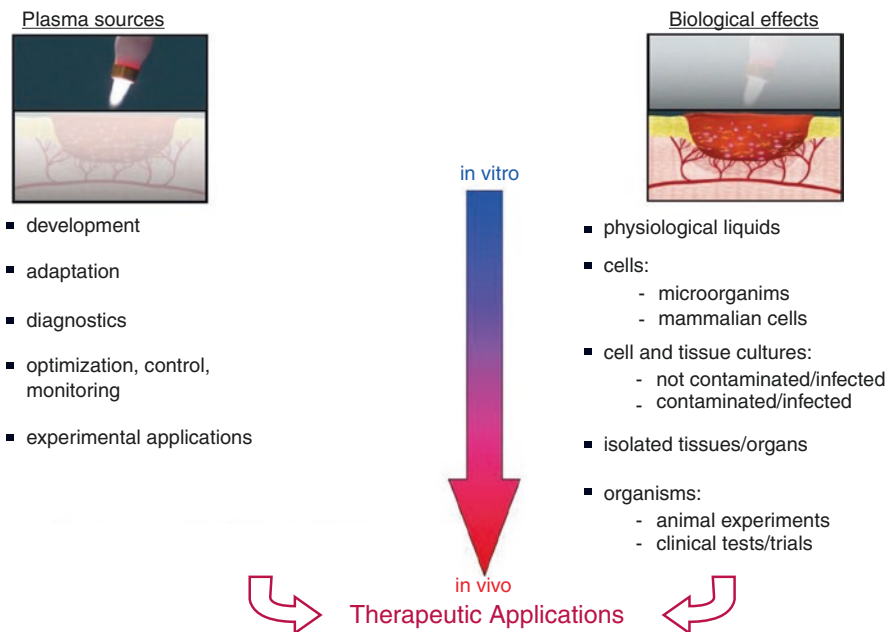 Plasma sources
▪ development
▪ adaptation
▪ diagnostics
▪ optimization, control,
monitoring
▪ experimental applications
in vitro
in vivo
Biological effects
▪ physiological liquids
▪ cells:
- microorganims
- mammalian cells
▪ cell and tissue cultures:
- not contaminated/infected
- contaminated/infected
▪ isolated tissues/organs
▪ organisms:
- animal experiments
- clinical tests/trials
Therapeutic Applications